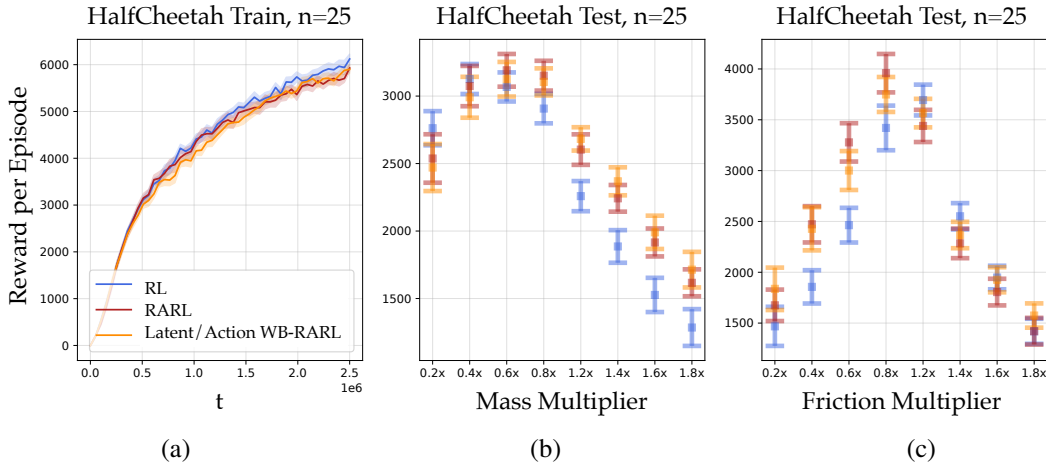 HalfCheetah Train, n=25
HalfCheetah Test, n=25
HalfCheetah Test, n=25
Reward per Episode
6000
5000
4000
3000
2000
1000
0
RL
RARL
Latent/Action WB-RARL
0.0
0.5
1.0
1.5
2.0
2.5
1e6
t
(a)
3000
2500
2000
1500
0.2x
0.4x
0.6x
0.8x
1.2x
1.4x
1.6x
1.8x
Mass Multiplier
(b)
4000
3500
3000
2500
2000
1500
0.2x
0.4x
0.6x
0.8x
1.2x
1.4x
1.6x
1.8x
Friction Multiplier
(c)